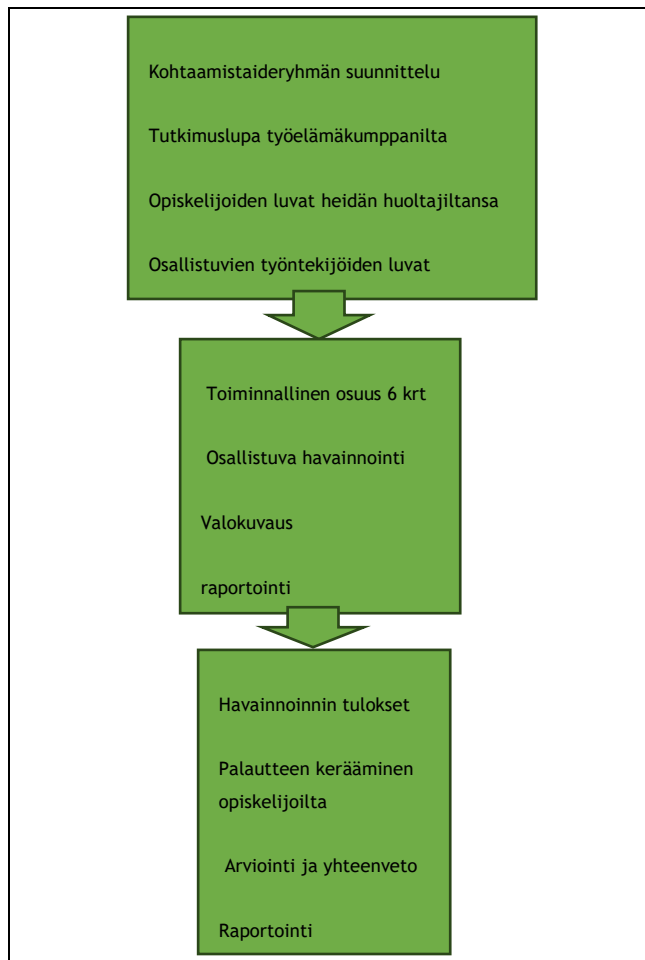 Kohtaamistaideryhmän suunnittelu
Tutkimuslupa työelämäkumppanilta
Opiskelijoiden luvat heidän huoltajiltansa
Osallistuvien työntekijöiden luvat
Toiminnallinen osuus 6 krt
Osallistuva havainnointi
Valokuvaus
raportointi
Havainnoinnin tulokset
Palautteen kerääminen
opiskelijoilta
Arviointi ja yhteenveto
Raportointi